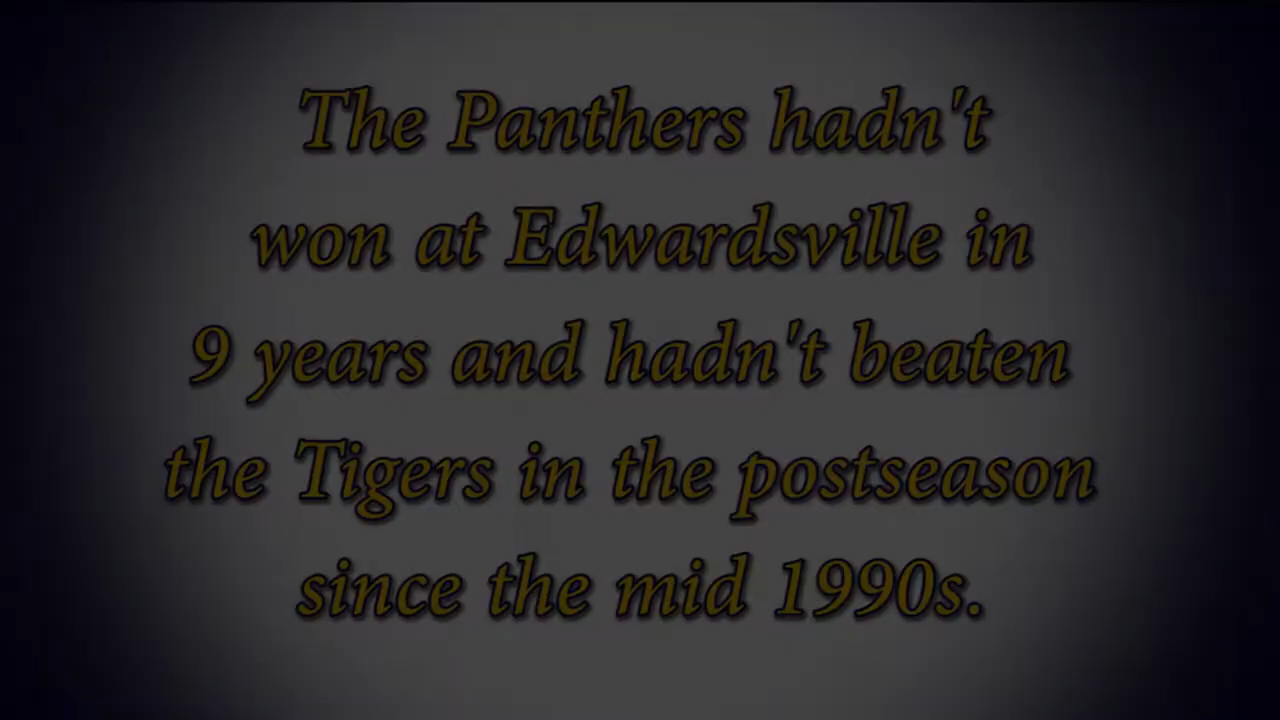 The Panthers hadn't
won at Edwardsville in
9 years and hadn't beaten
the Tigers in the postseason
since the mid 1990s.